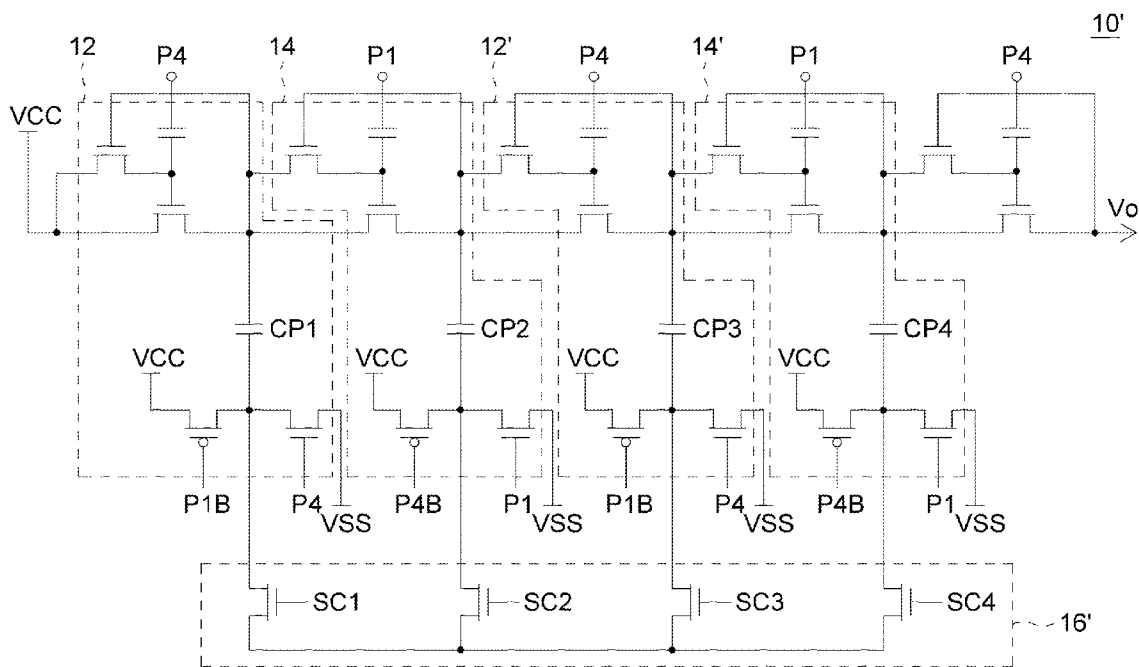 10'
12 P4 14 P1 12' P4 14' P1 P4
VCC
Vo
CP1 CP2 CP3 CP4
VCC VCC VCC VCC
P1B P4 P4B P1 P1B P4 P4B P1
VSS VSS VSS VSS
SC1 SC2 SC3 SC4
16'